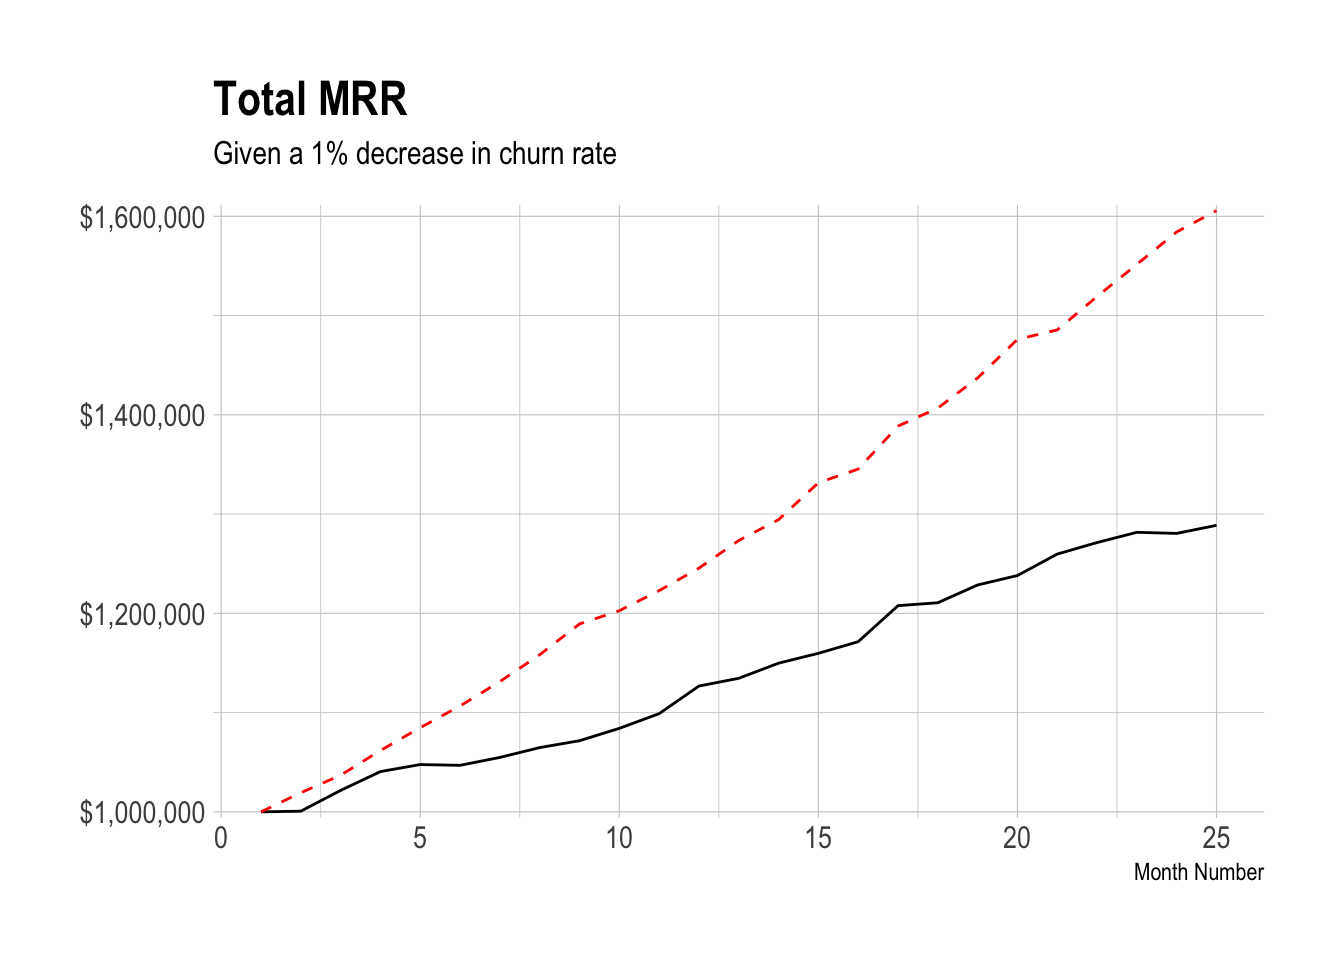 Total MRR
Given a 1% decrease in churn rate
$1,600,000
$1,400,000
$1,200,000
$1,000,000
0 5 10 15 20 25
Month Number